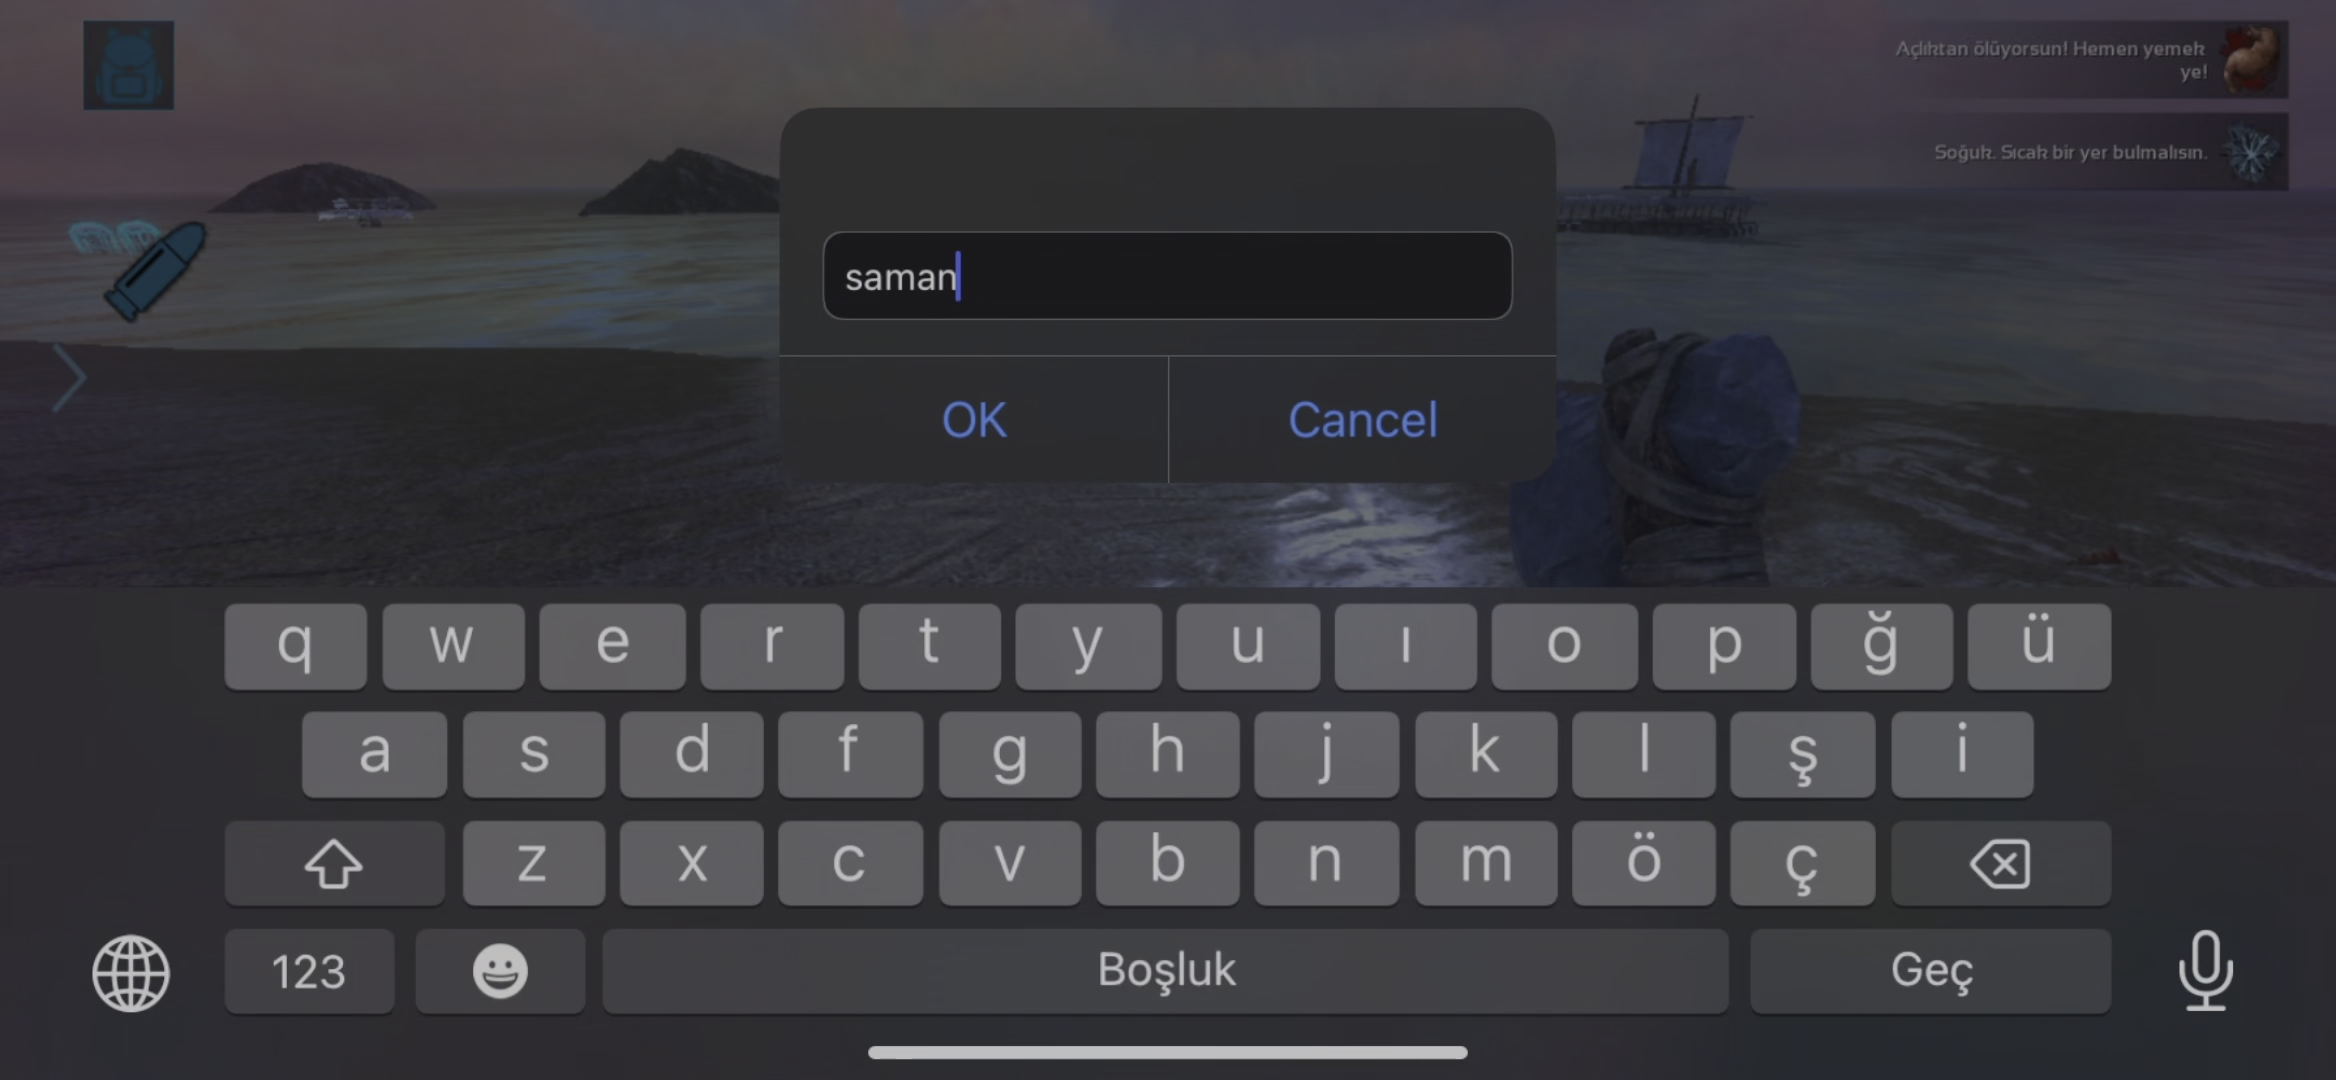 Açlıktan ölüyorsun! Hemen yemek
ye!
Soğuk. Sıcak bir yer bulmalısın.
saman
OK
Cancel
q w e r t y u ı o p ğ ü
a s d f g h j k l ş i
z x c v b n m ö ç
123
Boşluk
Geç